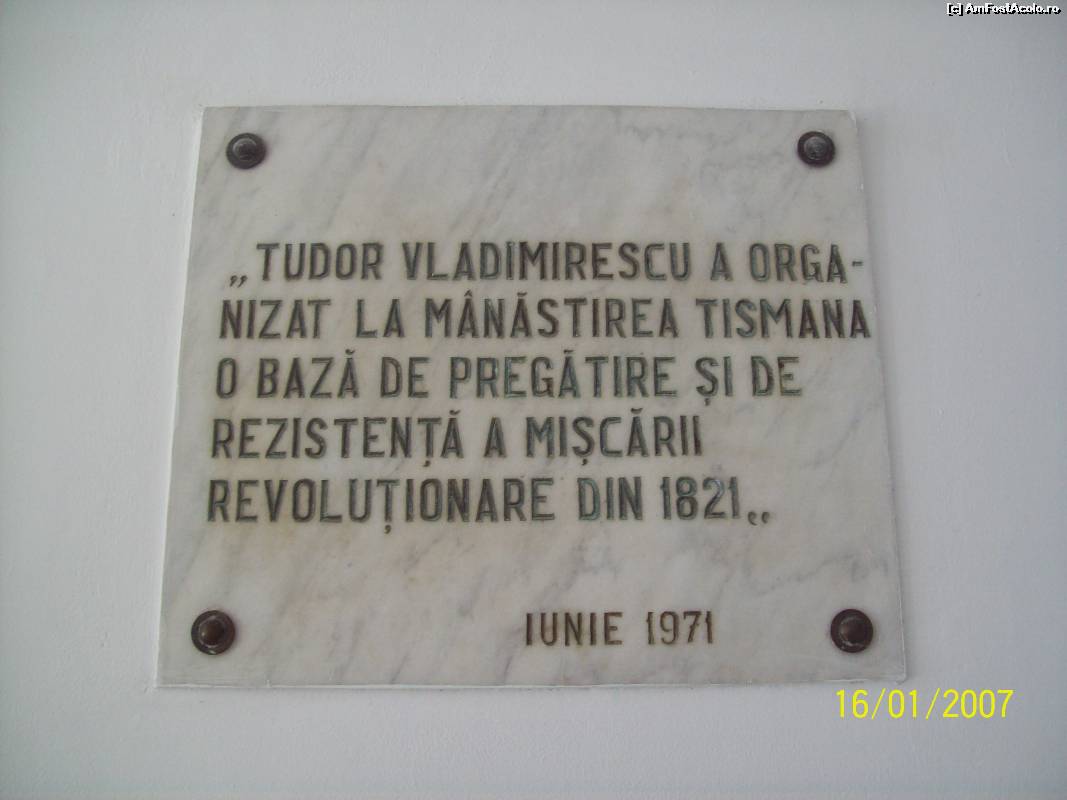 [c] AmFostAcolo.ro
„TUDOR VLADIMIRESCU A ORGA-
NIZAT LA MÂNĂSTIREA TISMANA
O BAZĂ DE PREGĂTIRE ȘI DE
REZISTENȚĂ A MIȘCĂRII
REVOLUȚIONARE DIN 1821„
IUNIE 1971
16/01/2007